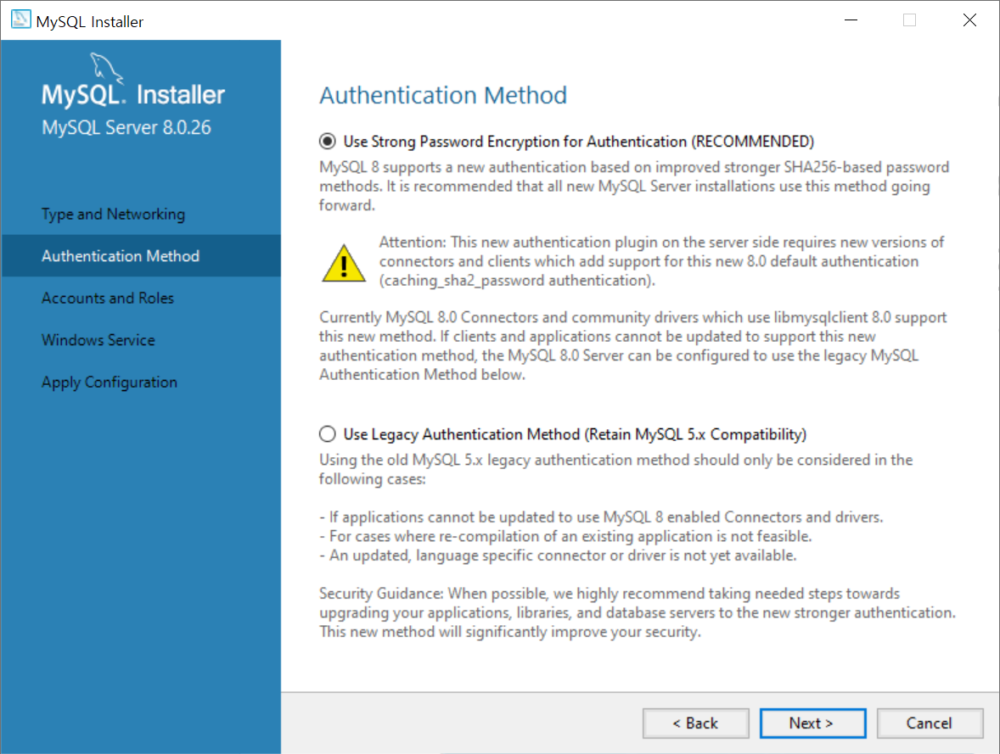 MySQL Installer
MySQL. Installer
MySQL Server 8.0.26
Type and Networking
Authentication Method
Accounts and Roles
Windows Service
Apply Configuration
Authentication Method
Use Strong Password Encryption for Authentication (RECOMMENDED)
MySQL 8 supports a new authentication based on improved stronger SHA256-based password
methods. It is recommended that all new MySQL Server installations use this method going
forward.
Attention: This new authentication plugin on the server side requires new versions of
connectors and clients which add support for this new 8.0 default authentication
(caching_sha2_password authentication).
Currently MySQL 8.0 Connectors and community drivers which use libmysqlclient 8.0 support
this new method. If clients and applications cannot be updated to support this new
authentication method, the MySQL 8.0 Server can be configured to use the legacy MySQL
Authentication Method below.
Use Legacy Authentication Method (Retain MySQL 5.x Compatibility)
Using the old MySQL 5.x legacy authentication method should only be considered in the
following cases:
- If applications cannot be updated to use MySQL 8 enabled Connectors and drivers.
- For cases where re-compilation of an existing application is not feasible.
- An updated, language specific connector or driver is not yet available.
Security Guidance: When possible, we highly recommend taking needed steps towards
upgrading your applications, libraries, and database servers to the new stronger authentication.
This new method will significantly improve your security.
< Back
Next >
Cancel